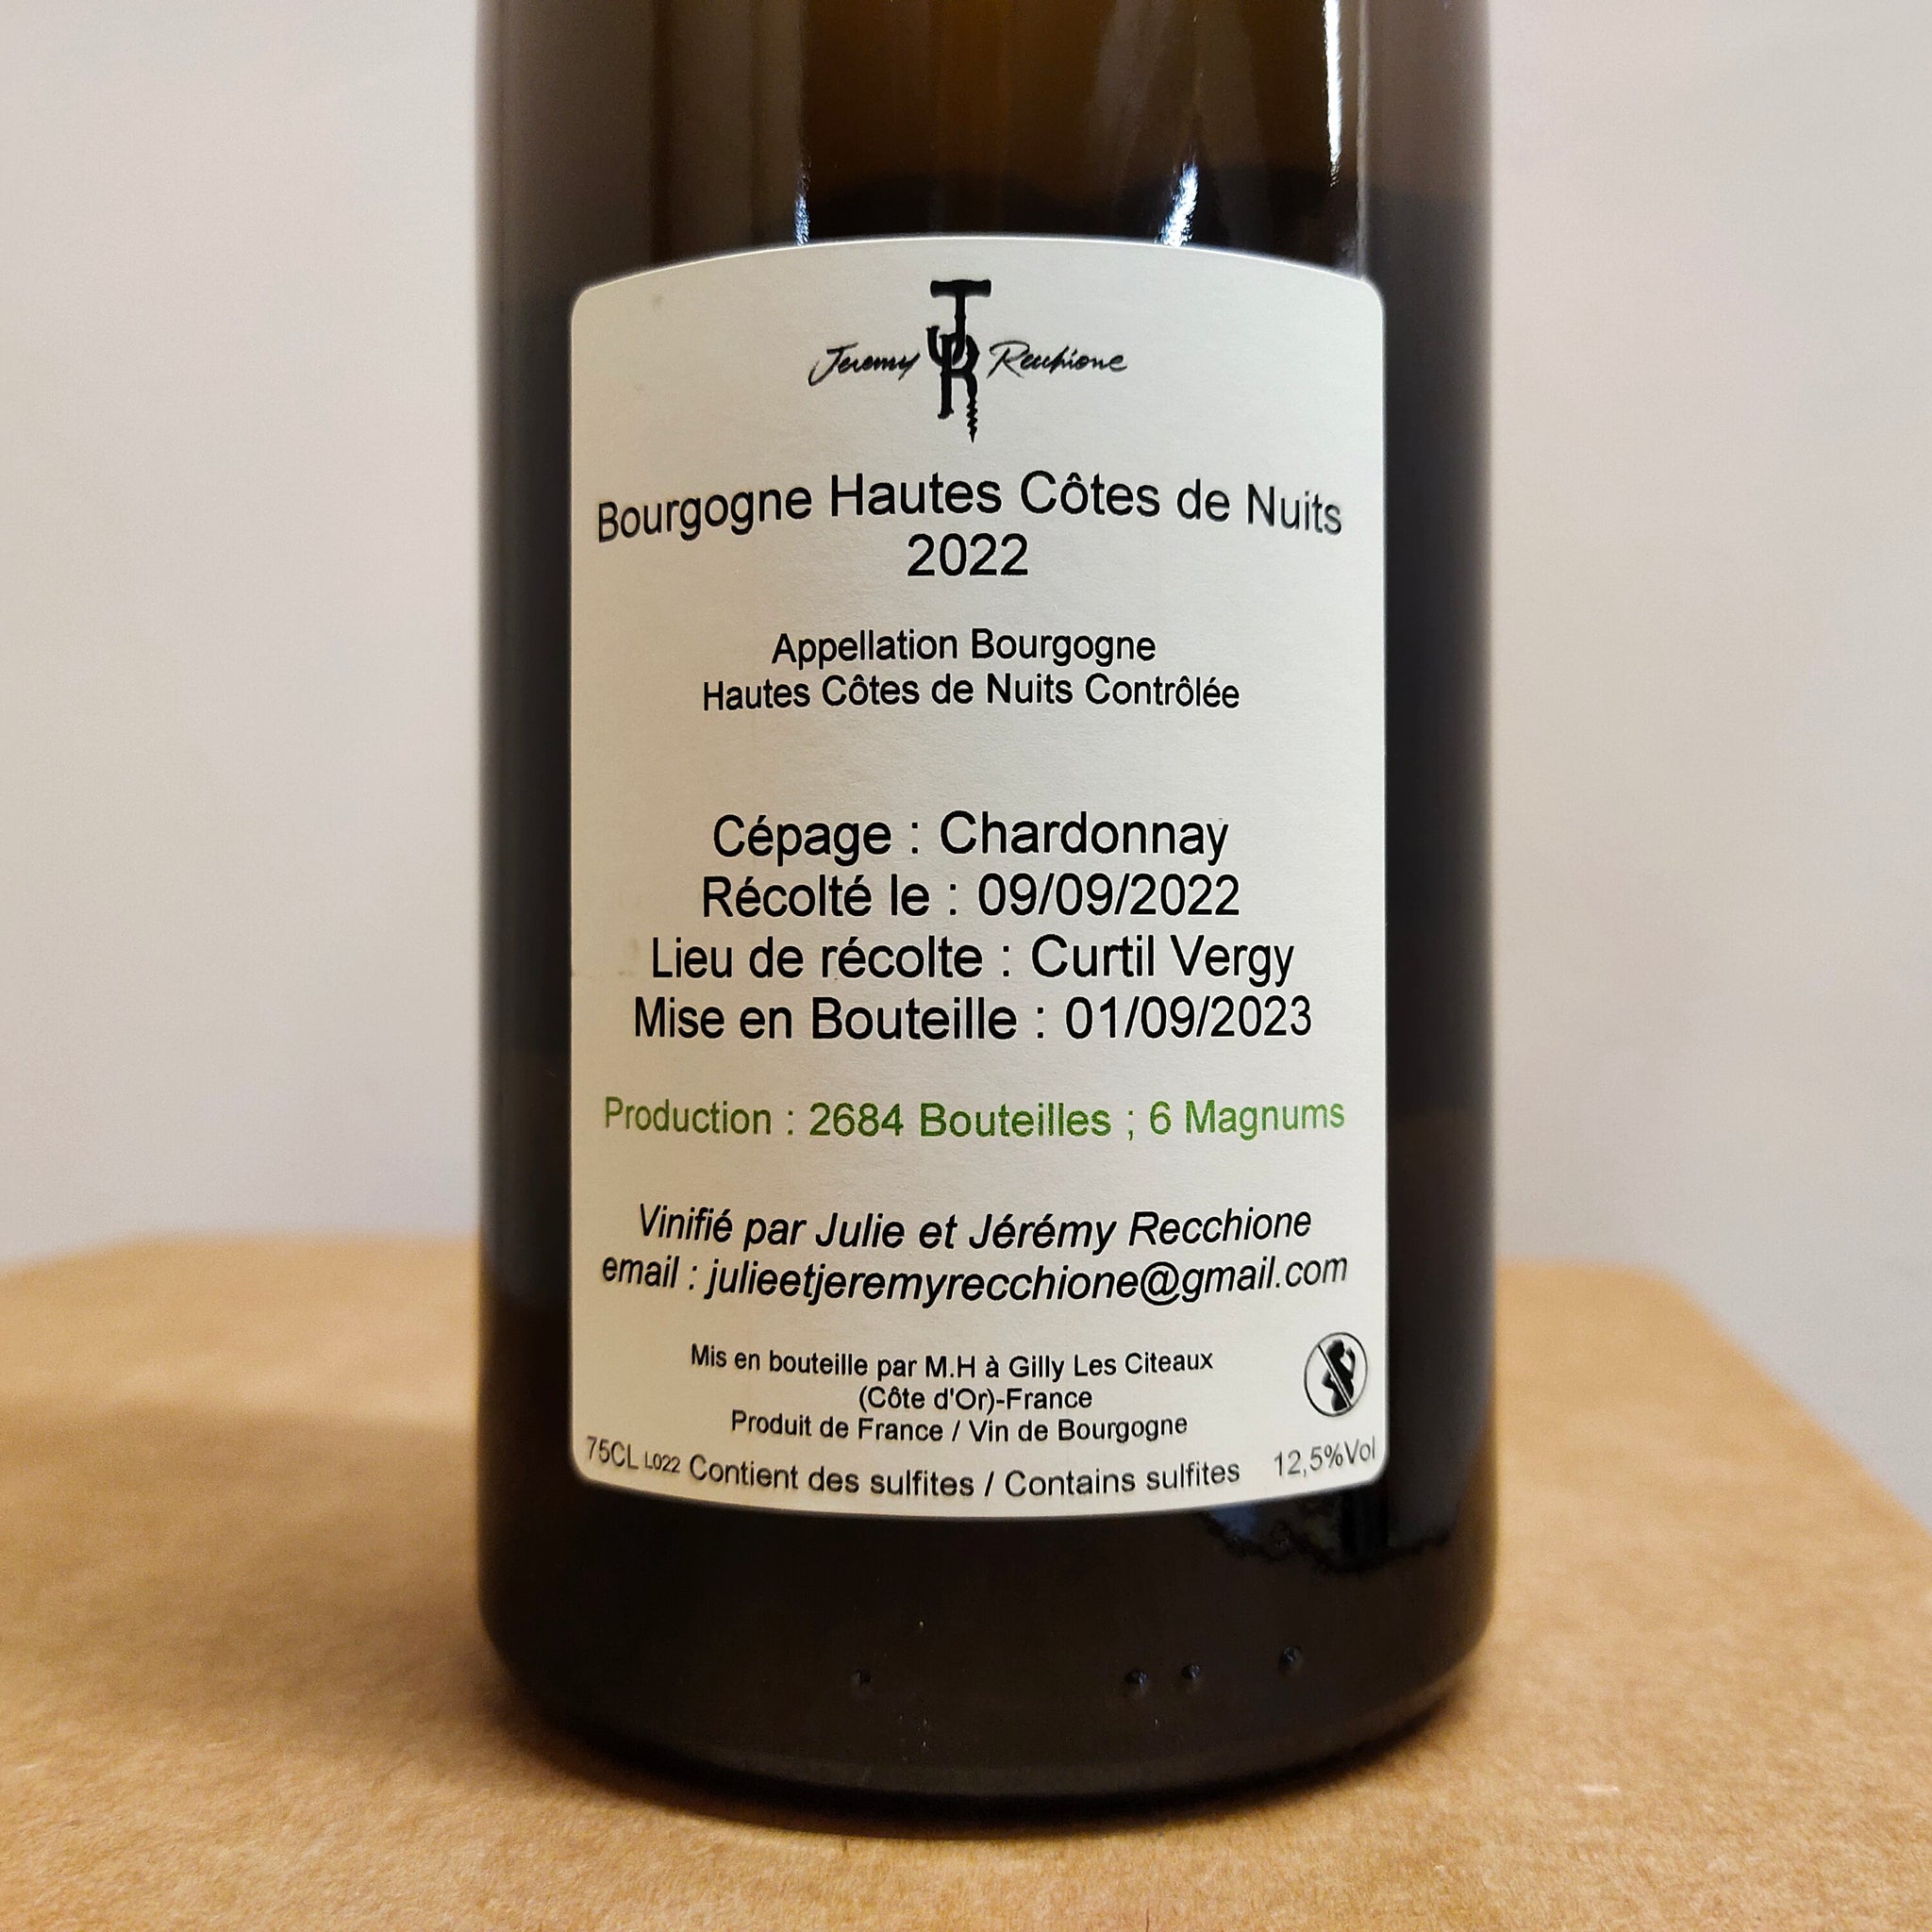 Jeremy JR Recchione
Bourgogne Hautes Côtes de Nuits
2022
Appellation Bourgogne
Hautes Côtes de Nuits Contrôlée
Cépage : Chardonnay
Récolté le : 09/09/2022
Lieu de récolte : Curtil Vergy
Mise en Bouteille : 01/09/2023
Production : 2684 Bouteilles ; 6 Magnums
Vinifié par Julie et Jérémy Recchione
email : julieetjeremyrecchione@gmail.com
Mis en bouteille par M.H à Gilly Les Citeaux
(Côte d'Or)-France
Produit de France / Vin de Bourgogne
75CL L022 Contient des sulfites / Contains sulfites 12,5%Vol